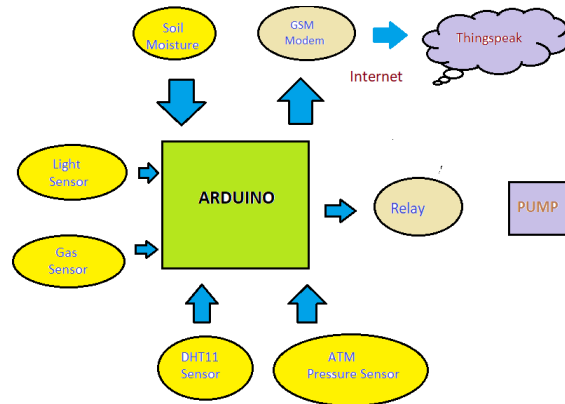 Soil
Moisture
GSM
Modem
Thingspeak
Internet
Light
Sensor
ARDUINO
Relay
PUMP
Gas
Sensor
DHT11
Sensor
ATM
Pressure Sensor